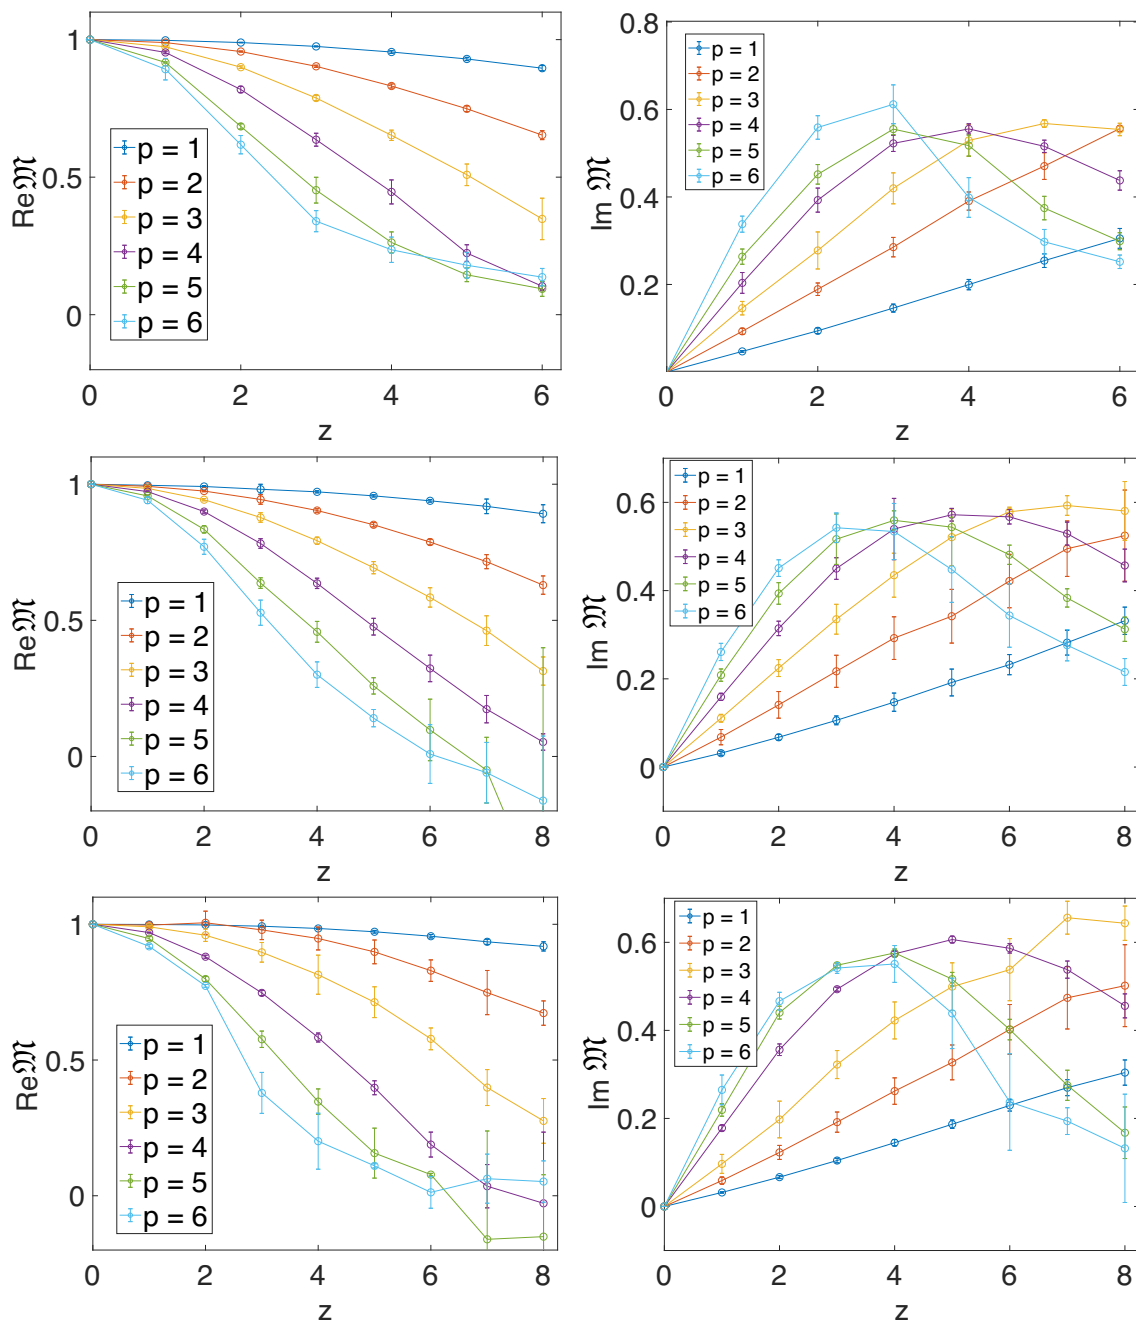 1
0.5
0
Re𝔐
p = 1
p = 2
p = 3
p = 4
p = 5
p = 6
0 2 4 6
z
0.8
0.6
0.4
0.2
Im 𝔐
p = 1
p = 2
p = 3
p = 4
p = 5
p = 6
0 2 4 6
z
1
0.5
0
Re𝔐
p = 1
p = 2
p = 3
p = 4
p = 5
p = 6
0 2 4 6 8
z
0.6
0.4
0.2
0
Im 𝔐
p = 1
p = 2
p = 3
p = 4
p = 5
p = 6
0 2 4 6 8
z
1
0.5
0
Re𝔐
p = 1
p = 2
p = 3
p = 4
p = 5
p = 6
0 2 4 6 8
z
0.6
0.4
0.2
0
Im 𝔐
p = 1
p = 2
p = 3
p = 4
p = 5
p = 6
0 2 4 6 8
z